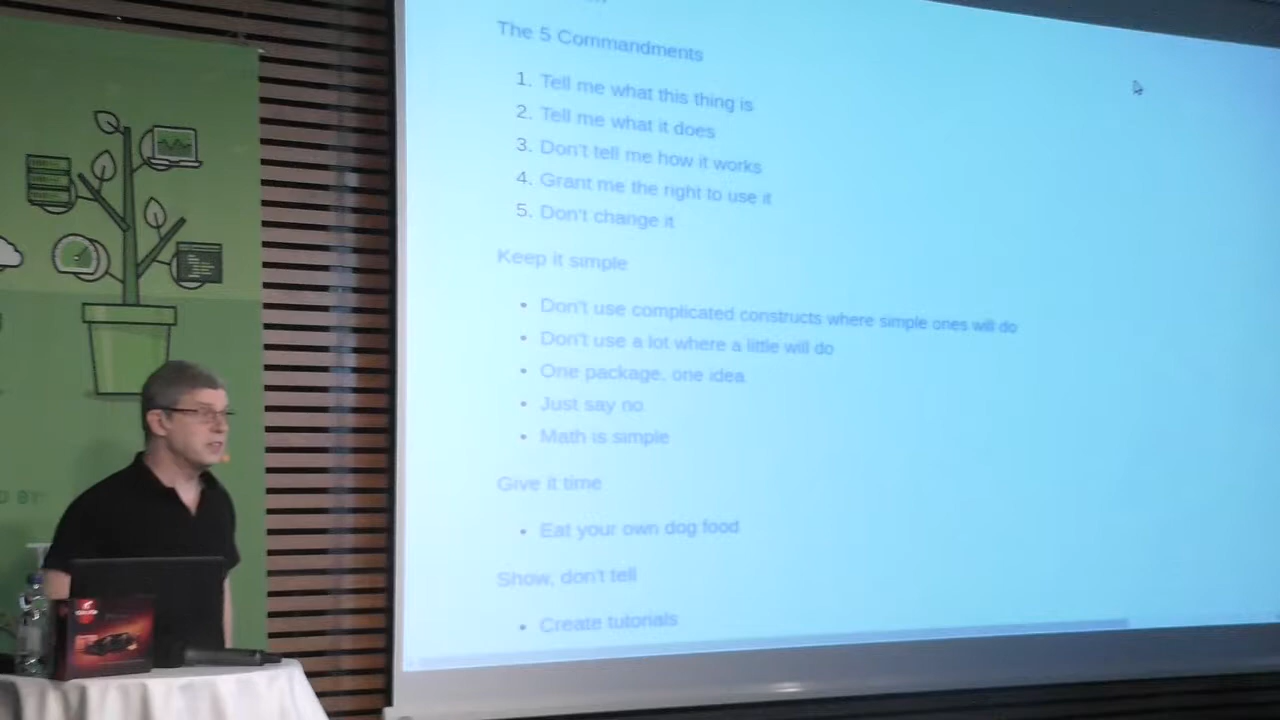 The 5 Commandments
1. Tell me what this thing is
2. Tell me what it does
3. Don't tell me how it works
4. Grant me the right to use it
5. Don't change it
Keep it simple
• Don't use complicated constructs where simple ones will do
• Don't use a lot where a little will do
• One package, one idea
• Just say no
• Math is simple
Give it time
• Eat your own dog food
Show, don't tell
• Create tutorials